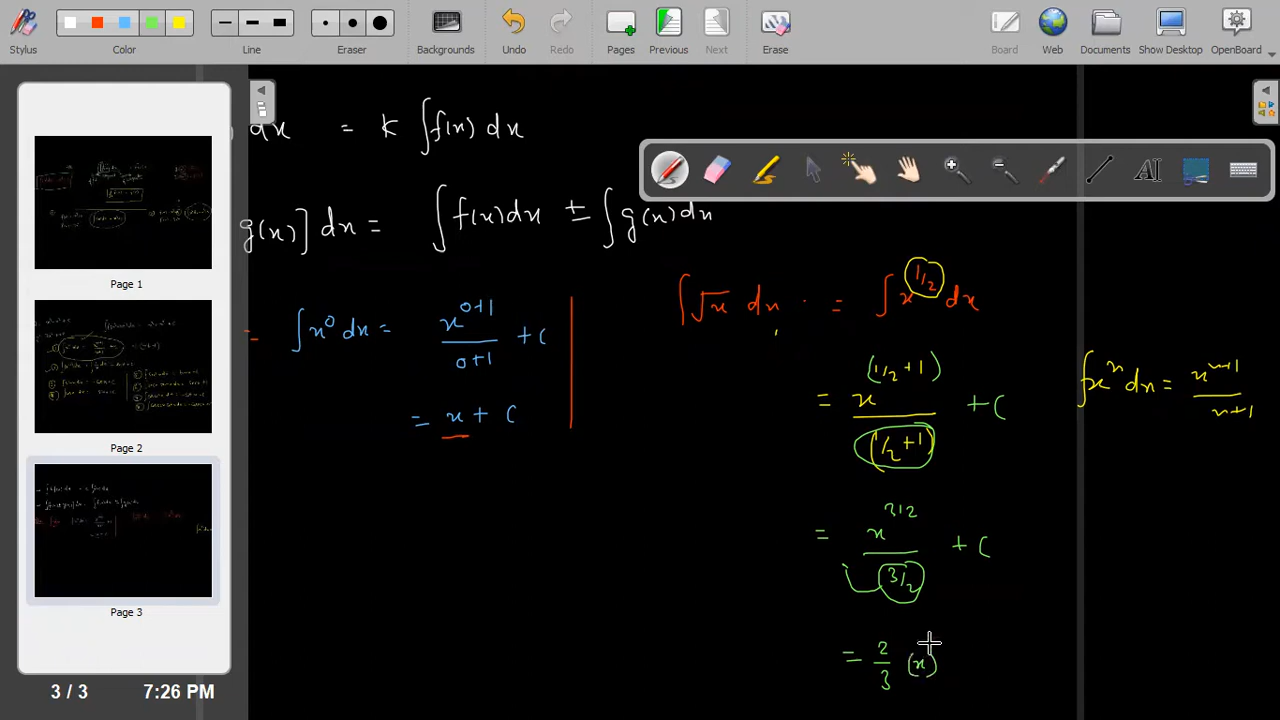 Stylus Color Line Eraser Backgrounds Undo Redo Pages Previous Next Erase Board Web Documents Show Desktop OpenBoard
Page 1
Page 2
Page 3
3 / 3 7:26 PM
dx = K ∫f(x) dx
g(x)] dx = ∫f(x)dx ± ∫g(x)dx
= ∫x^0 dx = x^(0+1)/(0+1) + C
= x + C
∫√x dx = ∫x^(1/2) dx
= x^(1/2+1)/(1/2+1) + C
∫x^n dx = x^(n+1)/(n+1)
= x^(3/2)/(3/2) + C
= 2/3 (x)